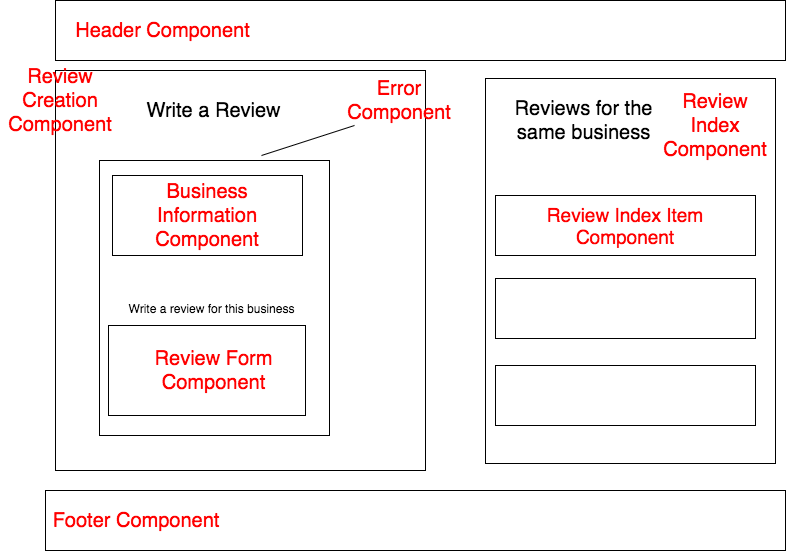 Header Component
Review
Creation
Component
Write a Review
Error
Component
Business
Information
Component
Write a review for this business
Review Form
Component
Reviews for the
same business
Review
Index
Component
Review Index Item
Component
Footer Component